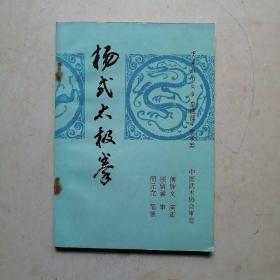 杨式太极拳
中国武术协会审定
傅钟文 演述
顾留馨 审
周元龙 笔录